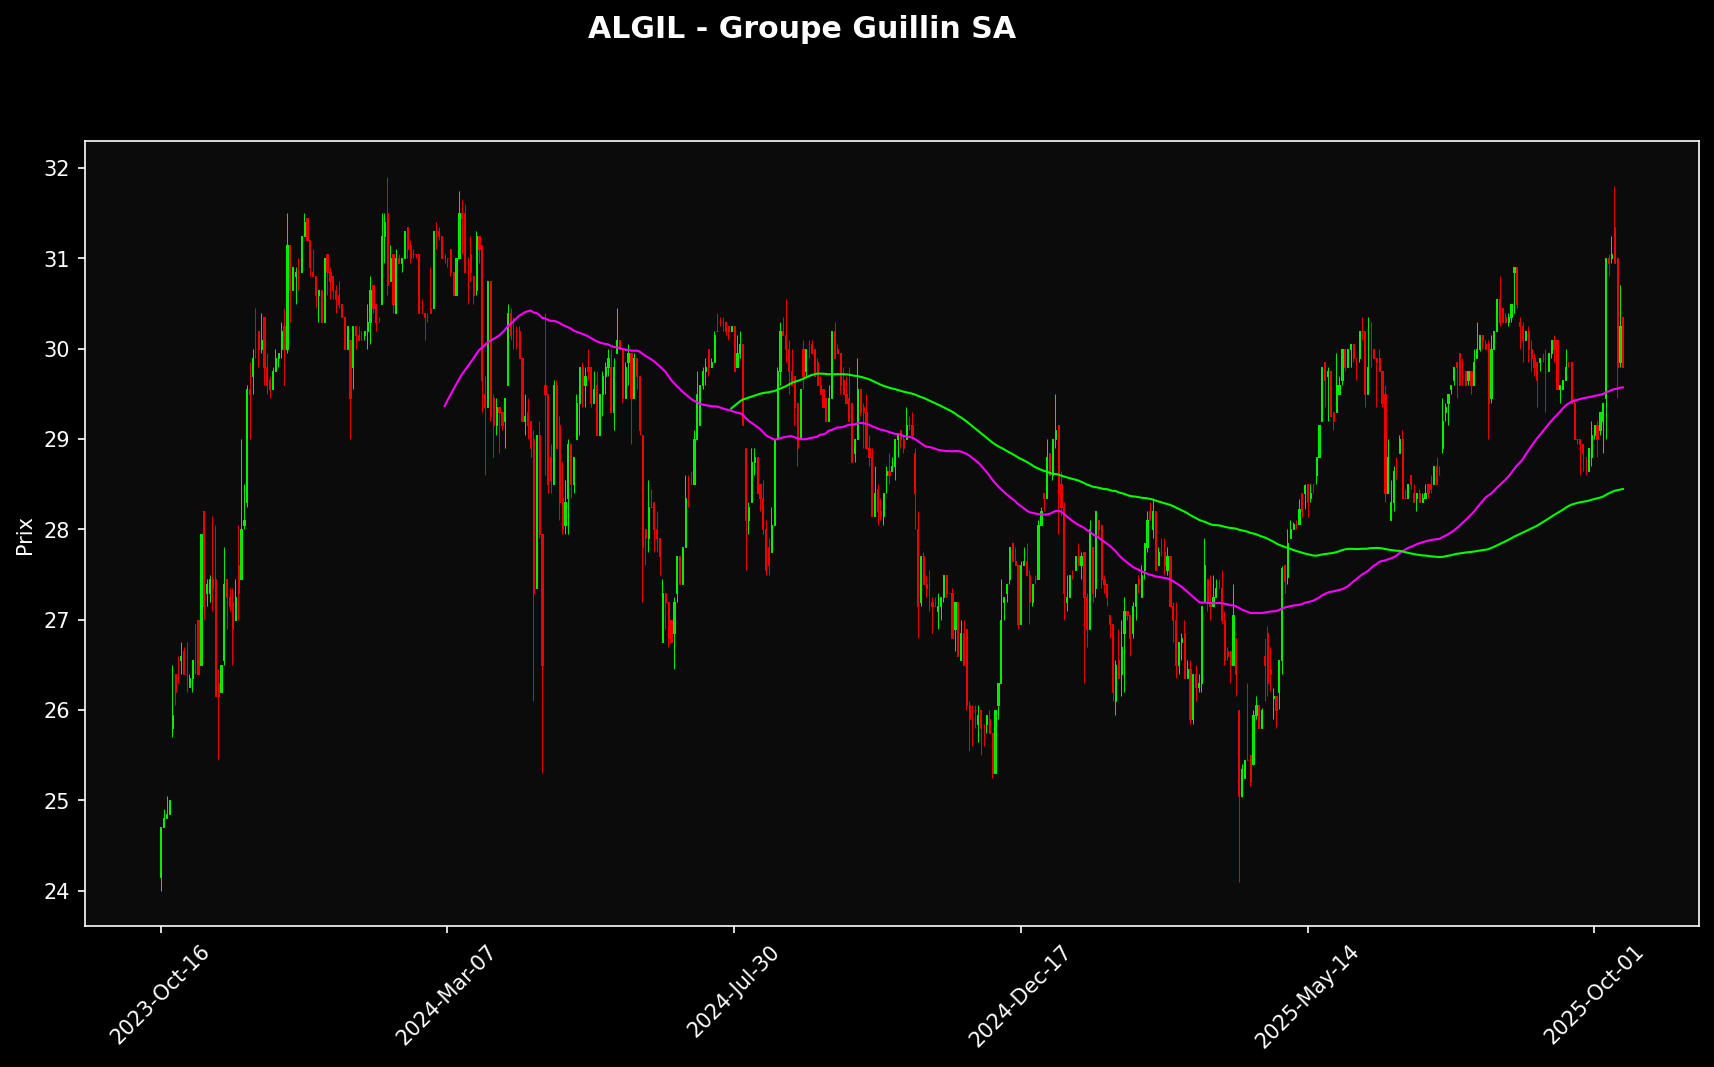 ALGIL - Groupe Guillin SA
Prix
32
31
30
29
28
27
26
25
24
2023-Oct-16
2024-Mar-07
2024-Jul-30
2024-Dec-17
2025-May-14
2025-Oct-01